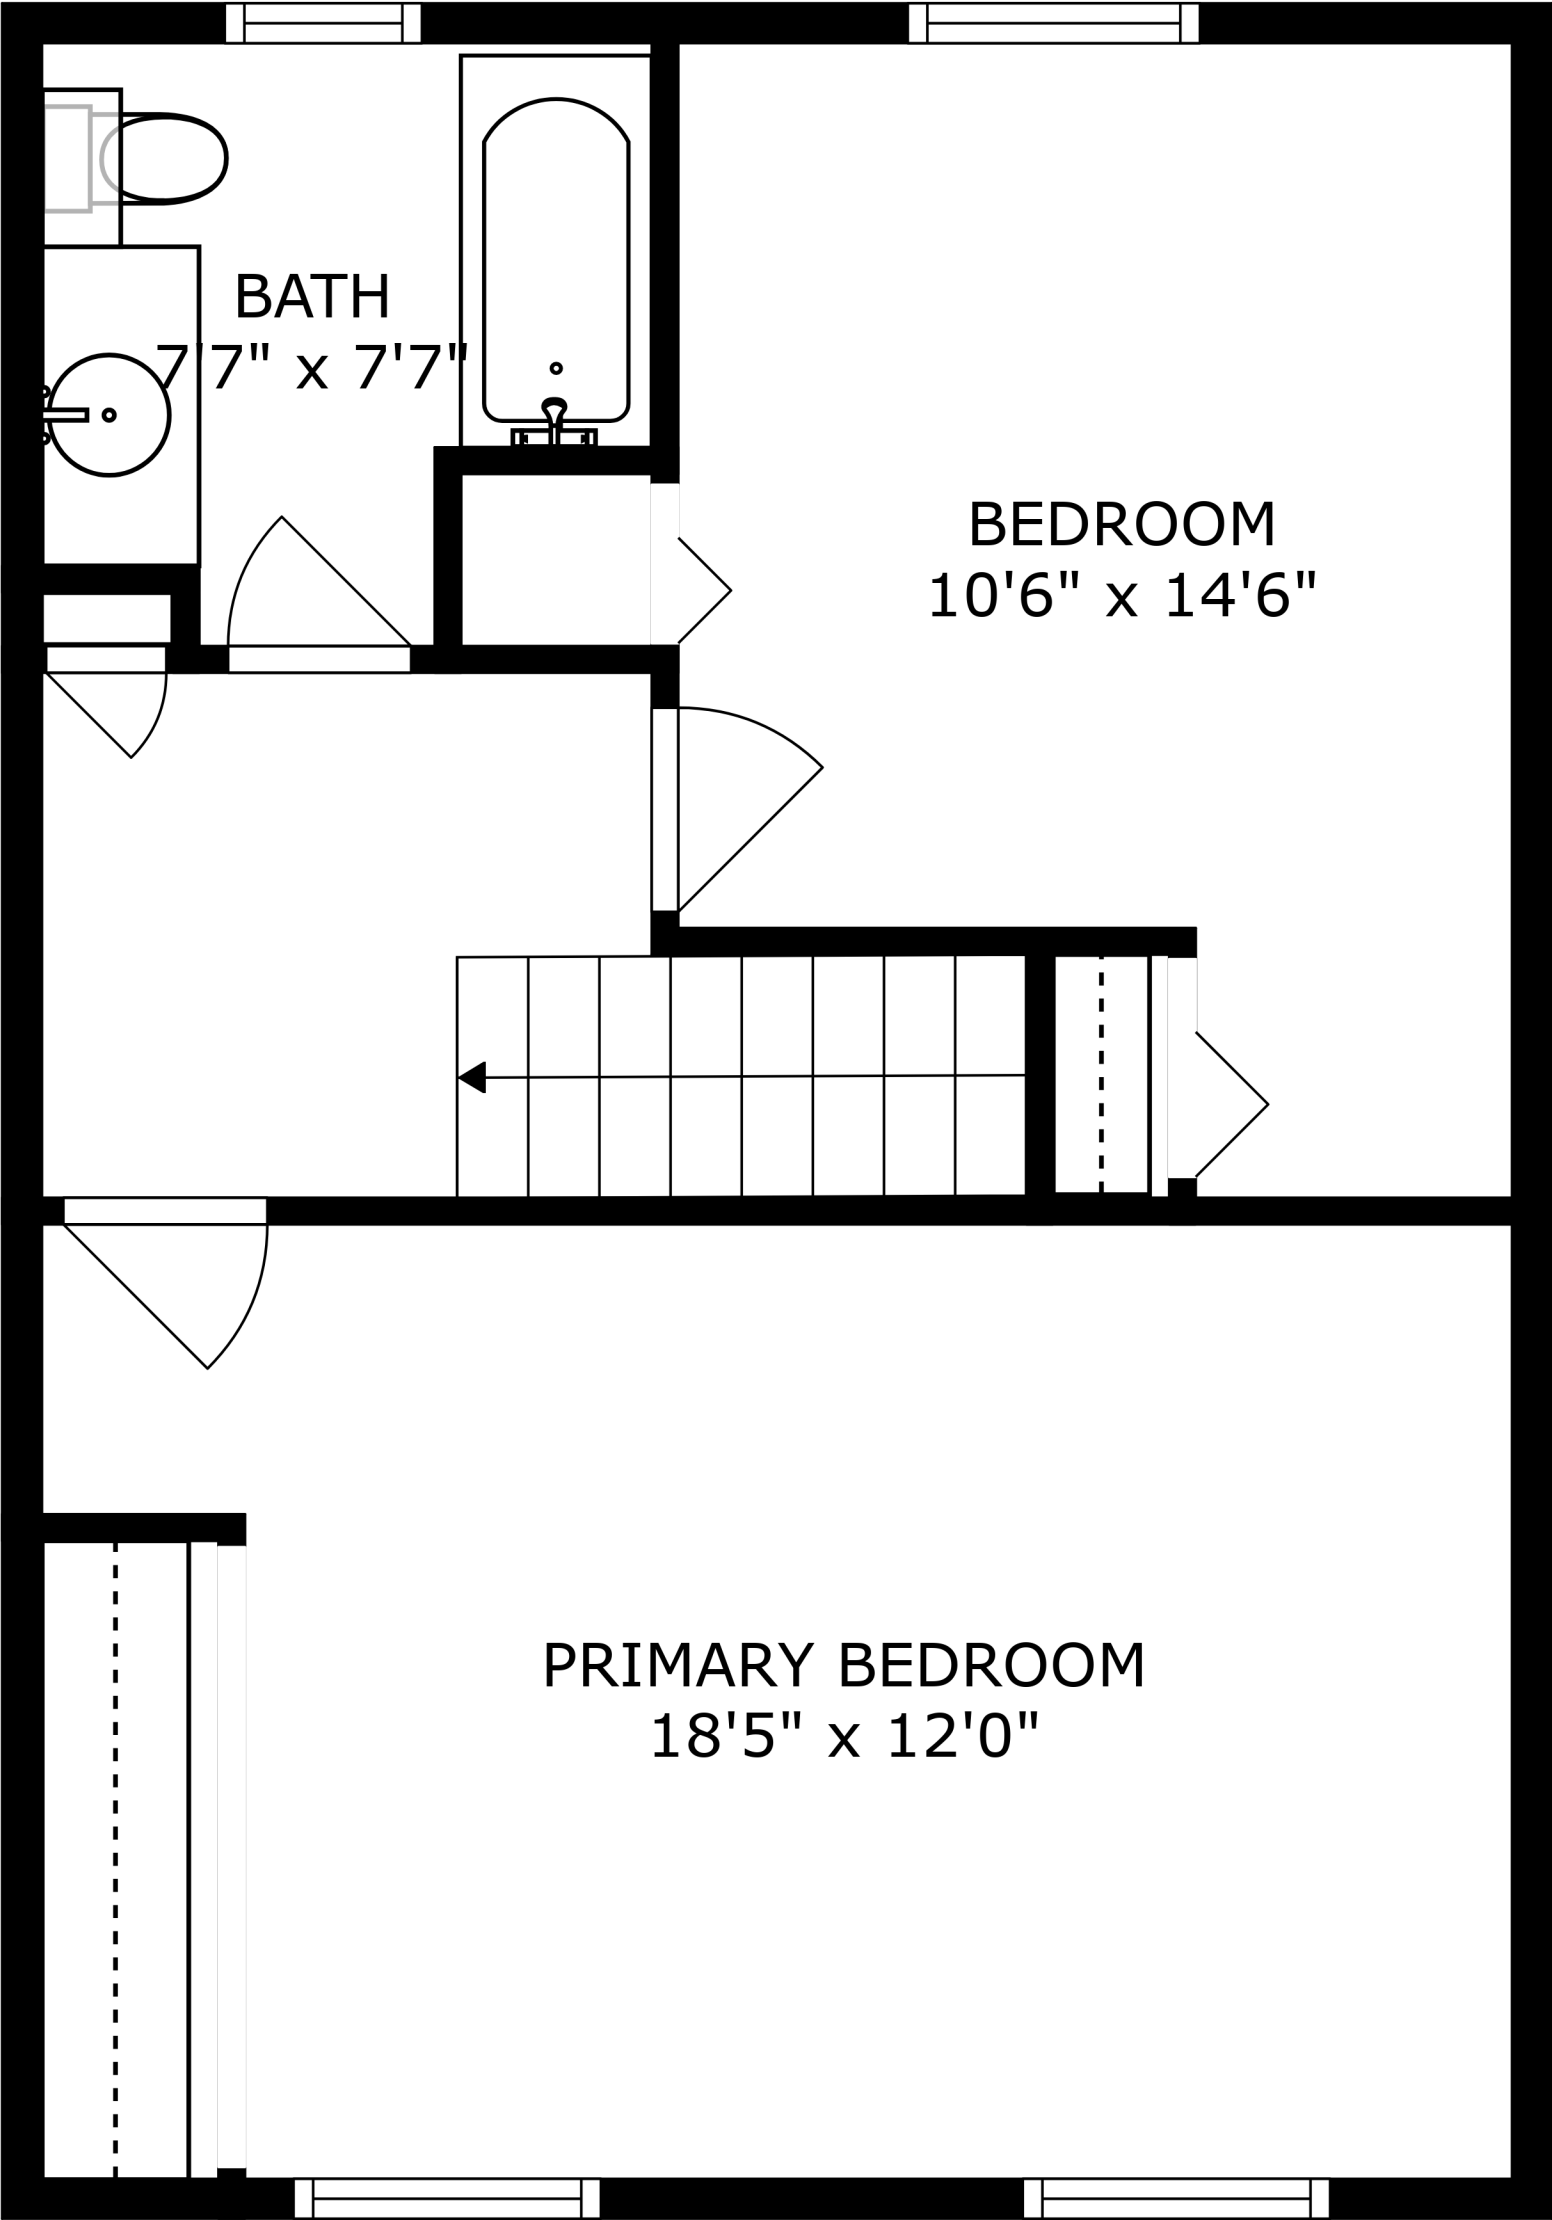 BATH
7'7" x 7'7"
BEDROOM
10'6" x 14'6"
PRIMARY BEDROOM
18'5" x 12'0"